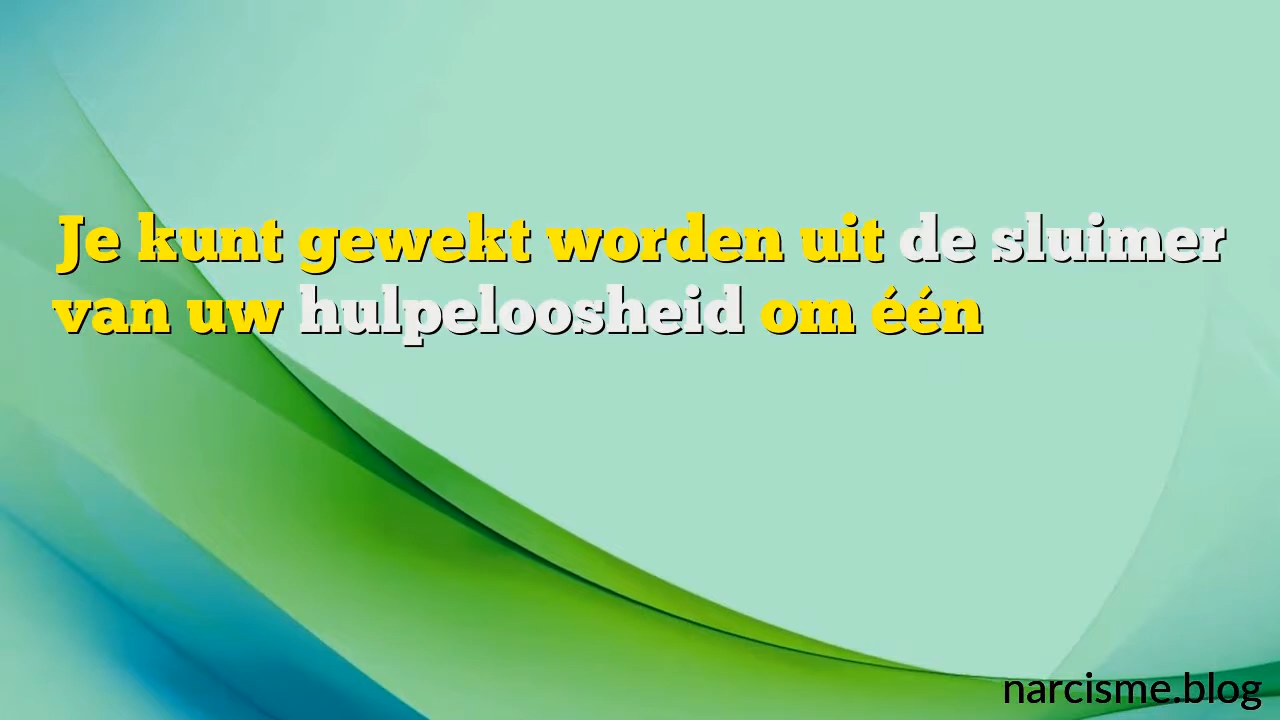 Je kunt gewekt worden uit de sluimer
van uw hulpeloosheid om één
narcisme.blog